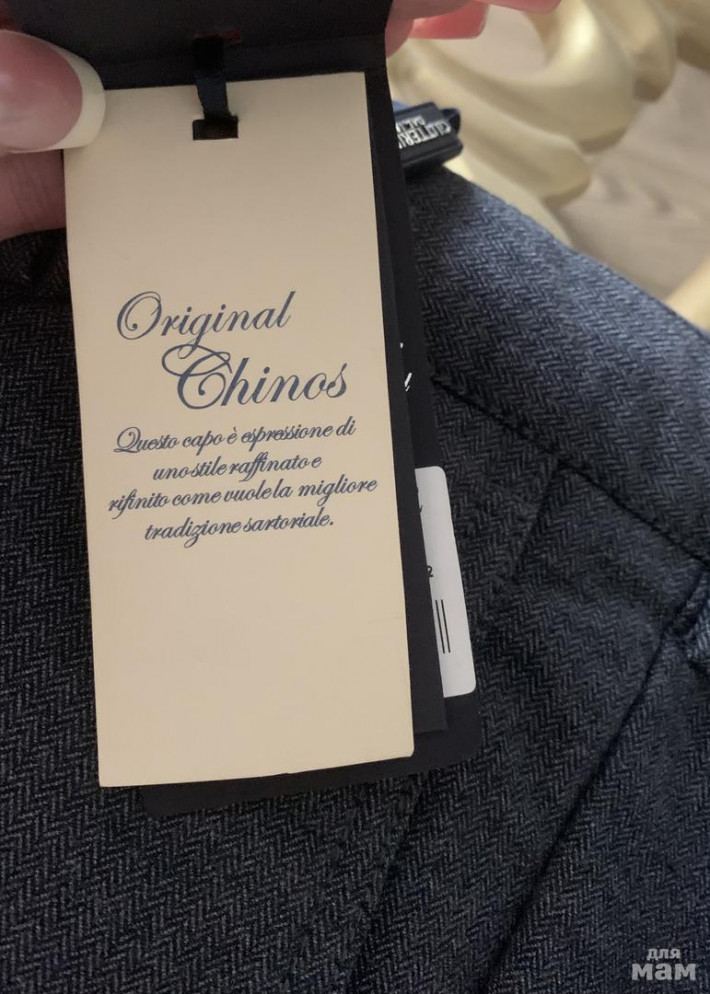 Original
Chinos
Questo capo è espressione di
uno stile raffinato e
rifinito come vuole la migliore
tradizione sartoriale.
для
мам